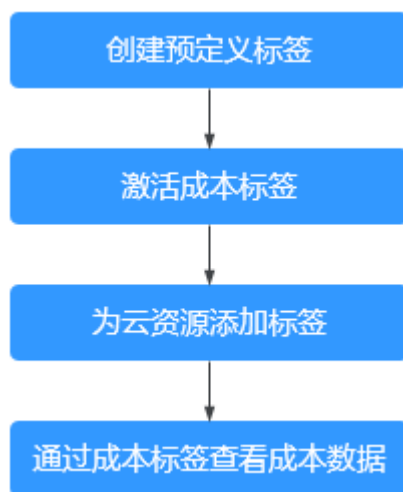 创建预定义标签
激活成本标签
为云资源添加标签
通过成本标签查看成本数据